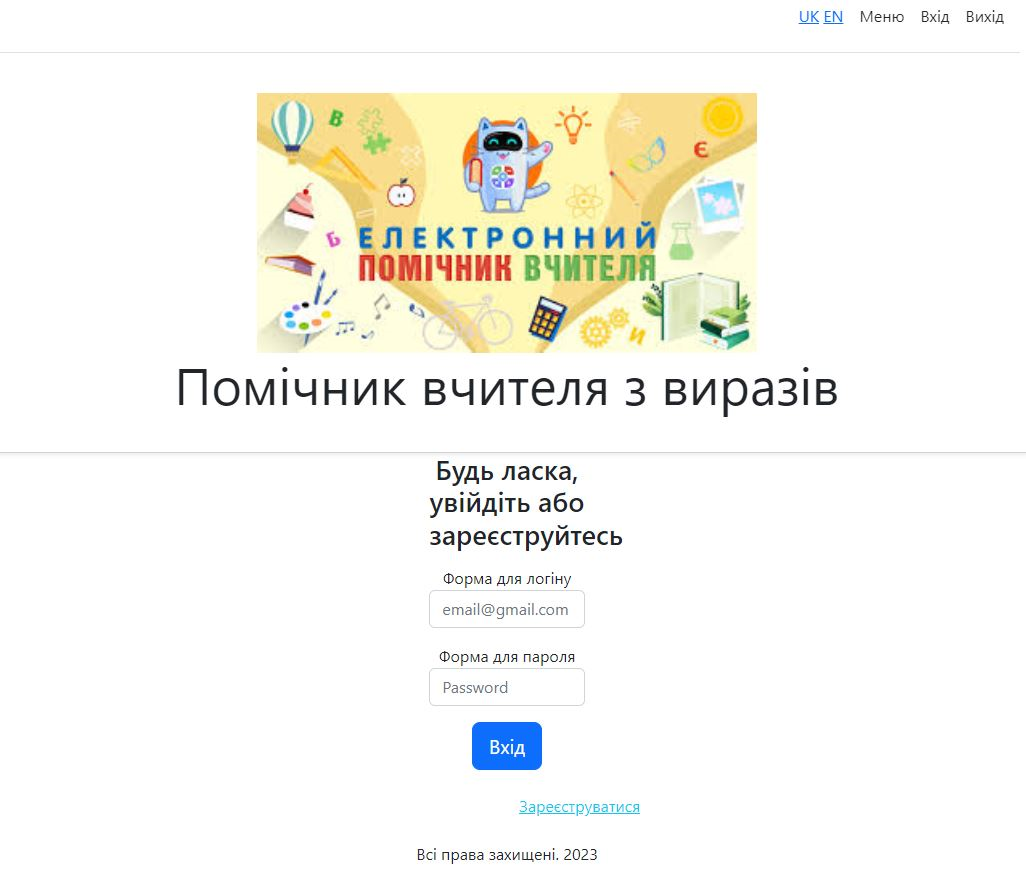 UK EN Меню Вхід Вихід
В
Є
Б
ЕЛЕКТРОННИЙ
ПОМІЧНИК ВЧИТЕЛЯ
И
Помічник вчителя з виразів
Будь ласка,
увійдіть або
зареєструйтесь
Форма для логіну
email@gmail.com
Форма для пароля
Password
Вхід
Зареєструватися
Всі права захищені. 2023